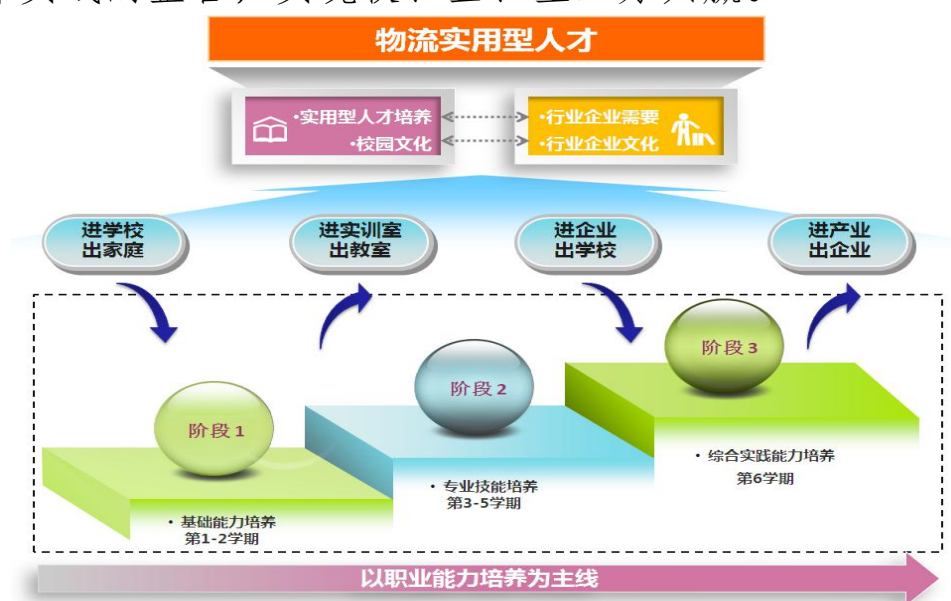 物流实用型人才
·实用型人才培养
·校园文化
·行业企业需要
·行业企业文化
进学校
出家庭
进实训室
出教室
进企业
出学校
进产业
出企业
阶段1
阶段2
阶段3
· 基础能力培养
第1-2学期
· 专业技能培养
第3-5学期
· 综合实践能力培养
第6学期
以职业能力培养为主线